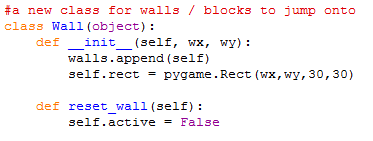 #a new class for walls / blocks to jump onto
class Wall(object):
    def __init__(self, wx, wy):
        walls.append(self)
        self.rect = pygame.Rect(wx,wy,30,30)

    def reset_wall(self):
        self.active = False